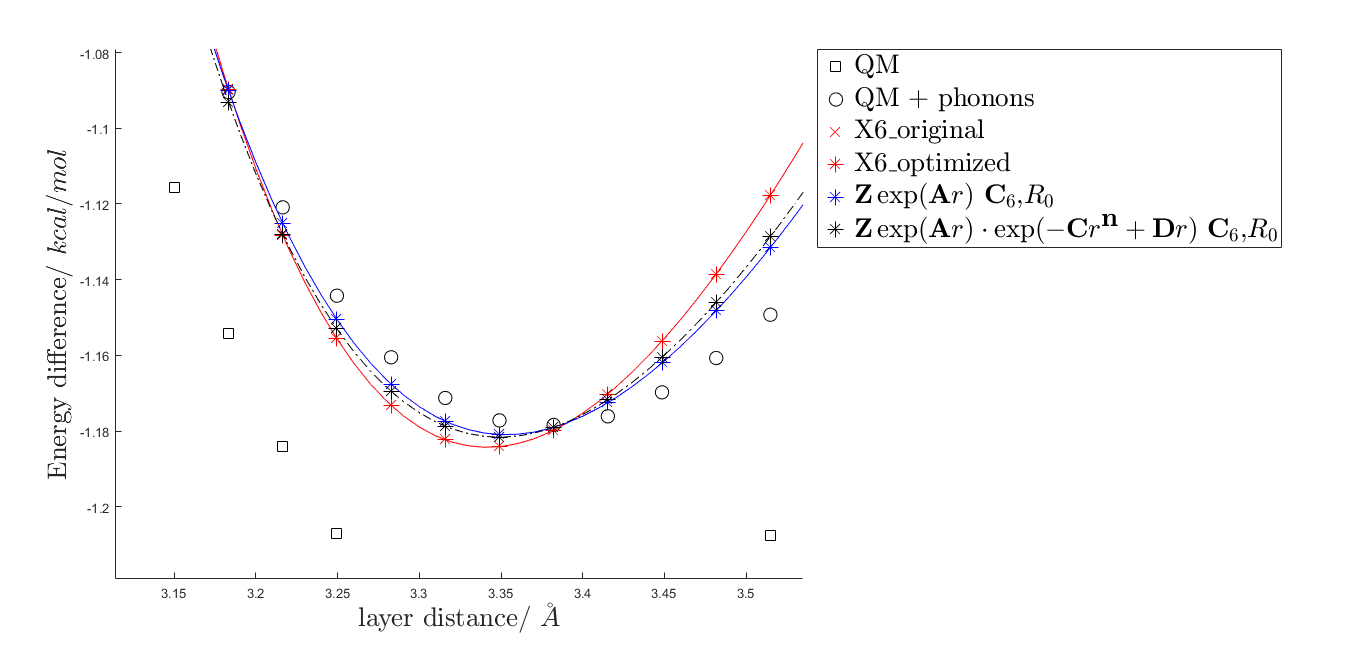 -1.08
-1.1
-1.12
-1.14
-1.16
-1.18
-1.2
Energy difference/ kcal/mol
3.15 3.2 3.25 3.3 3.35 3.4 3.45 3.5
layer distance/ Å
QM
QM + phonons
X6_original
X6_optimized
Z exp(Ar) C₆,R₀
Z exp(Ar) · exp(−Crⁿ + Dr) C₆,R₀